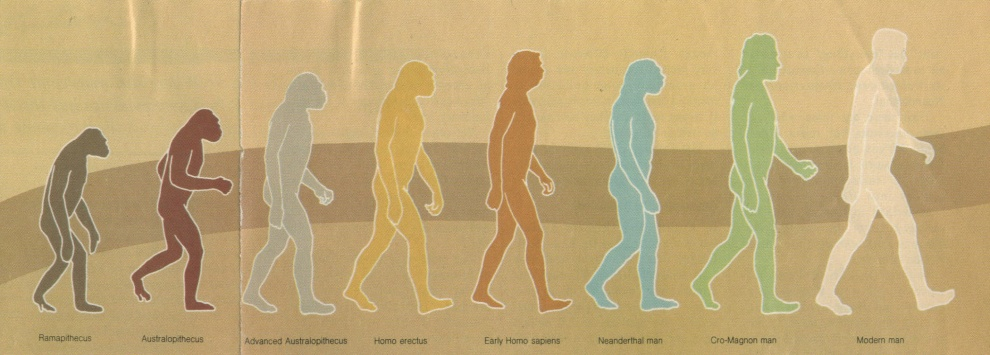 Ramapithecus
Australopithecus
Advanced Australopithecus
Homo erectus
Early Homo sapiens
Neanderthal man
Cro-Magnon man
Modern man